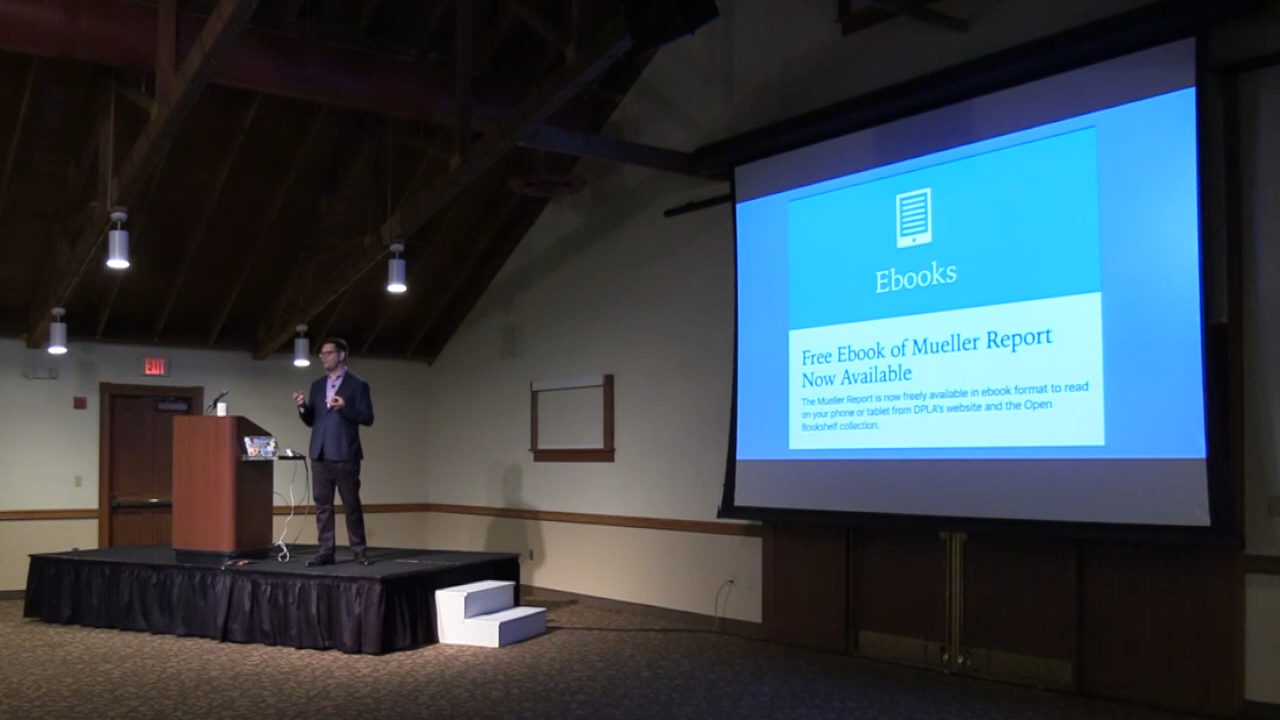 EXIT
Ebooks
Free Ebook of Mueller Report
Now Available
The Mueller Report is now freely available in ebook format to read
on your phone or tablet from DPLA's website and the Open
Bookshelf collection.